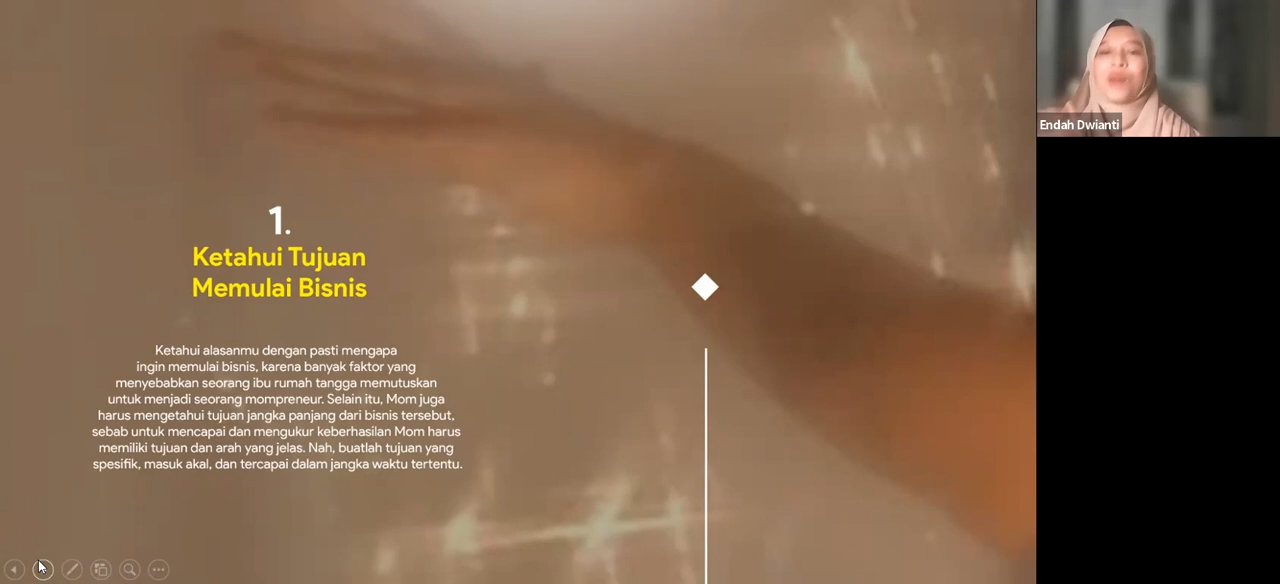 1.
Ketahui Tujuan
Memulai Bisnis
Ketahui alasanmu dengan pasti mengapa
ingin memulai bisnis, karena banyak faktor yang
menyebabkan seorang ibu rumah tangga memutuskan
untuk menjadi seorang mompreneur. Selain itu, Mom juga
harus mengetahui tujuan jangka panjang dari bisnis tersebut,
sebab untuk mencapai dan mengukur keberhasilan Mom harus
memiliki tujuan dan arah yang jelas. Nah, buatlah tujuan yang
spesifik, masuk akal, dan tercapai dalam jangka waktu tertentu.
Endah Dwianti